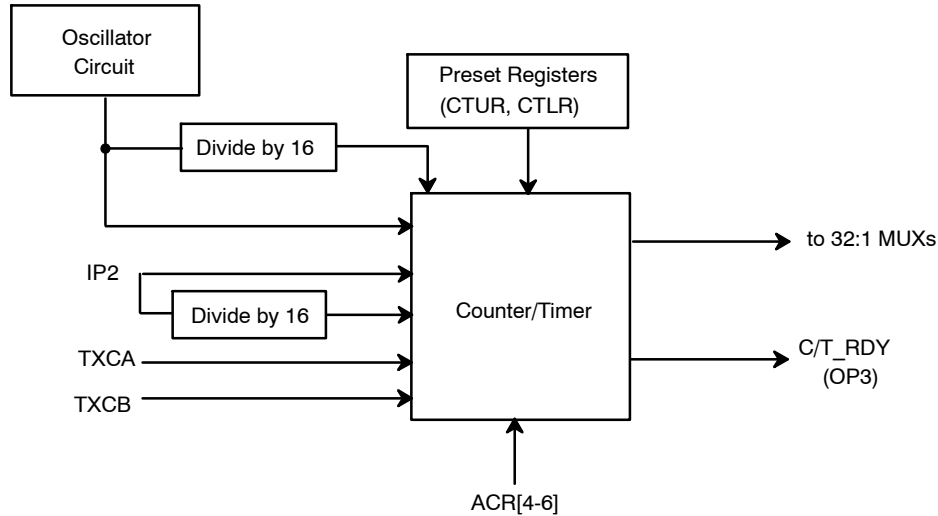 Oscillator
Circuit
Preset Registers
(CTUR, CTLR)
Divide by 16
to 32:1 MUXs
IP2
Divide by 16
Counter/Timer
TXCA
C/T_RDY
(OP3)
TXCB
ACR[4-6]